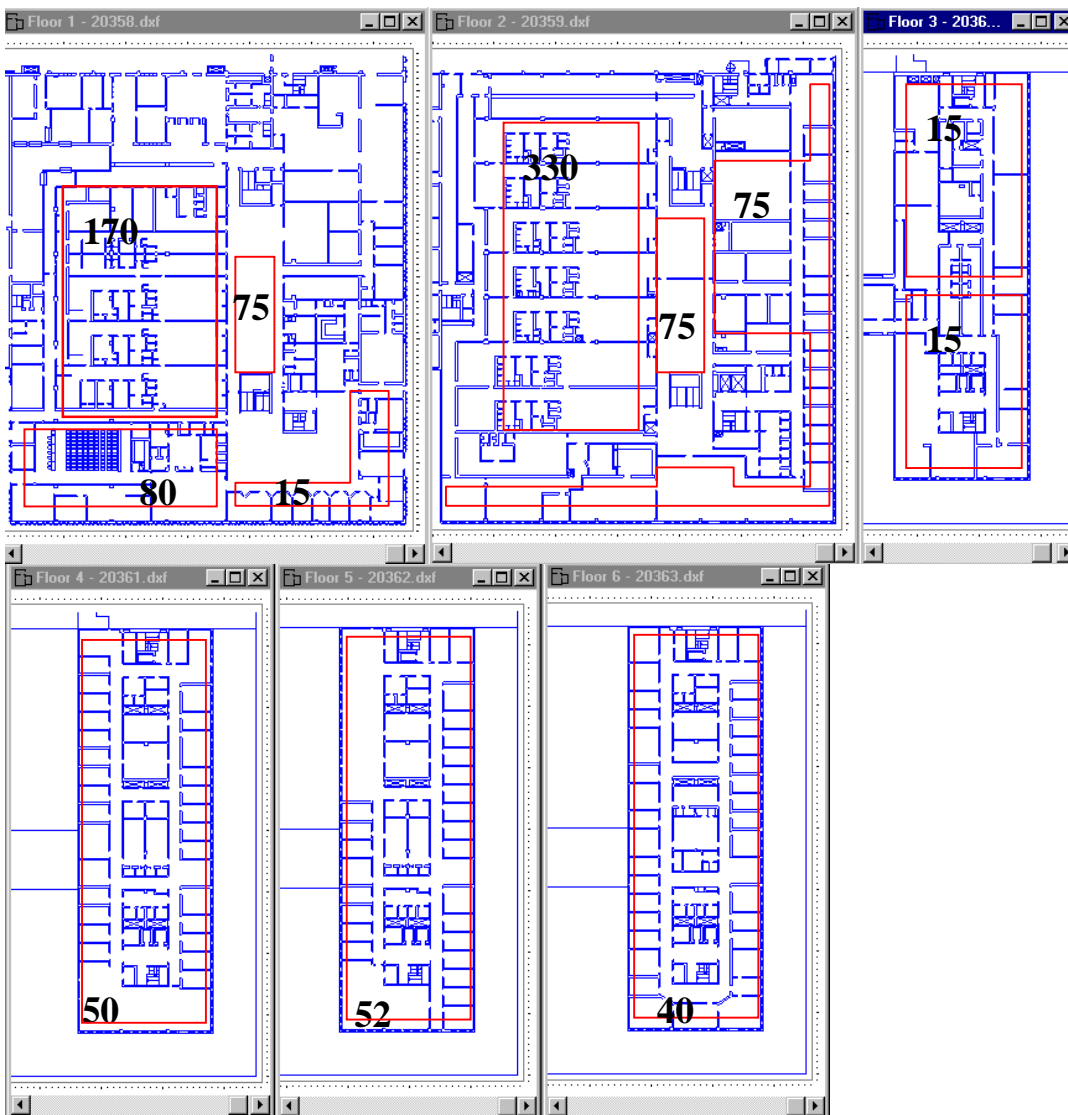 Floor 1 - 20358.dxf
170
75
80
15
Floor 2 - 20359.dxf
330
75
75
Floor 3 - 2036...
15
15
Floor 4 - 20361.dxf
50
Floor 5 - 20362.dxf
52
Floor 6 - 20363.dxf
40